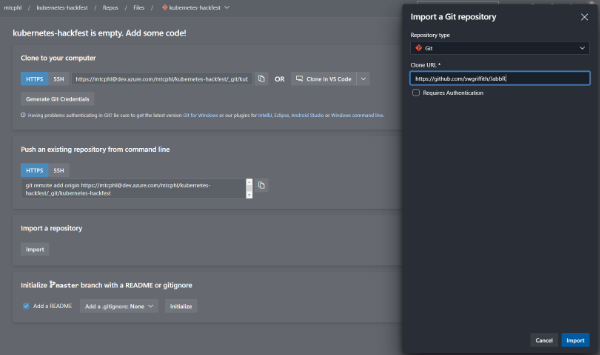 mtcphl / kubernetes-hackfest / Repos / Files / kubernetes-hackfest
kubernetes-hackfest is empty. Add some code!
Clone to your computer
HTTPS SSH https://mtcphl@dev.azure.com/mtcphl/kubernetes-hackfest/_git/kub OR Clone in VS Code
Generate Git Credentials
Having problems authenticating in Git? Be sure to get the latest version Git for Windows or our plugins for IntelliJ, Eclipse, Android Studio or Windows command line.
Push an existing repository from command line
HTTPS SSH
git remote add origin https://mtcphl@dev.azure.com/mtcphl/kubernetes-
hackfest/_git/kubernetes-hackfest
Import a repository
Import
Initialize master branch with a README or gitignore
Add a README Add a .gitignore: None Initialize
Import a Git repository
Repository type
Git
Clone URL *
https://github.com/swgriffith/labbit
Requires Authentication
Cancel Import